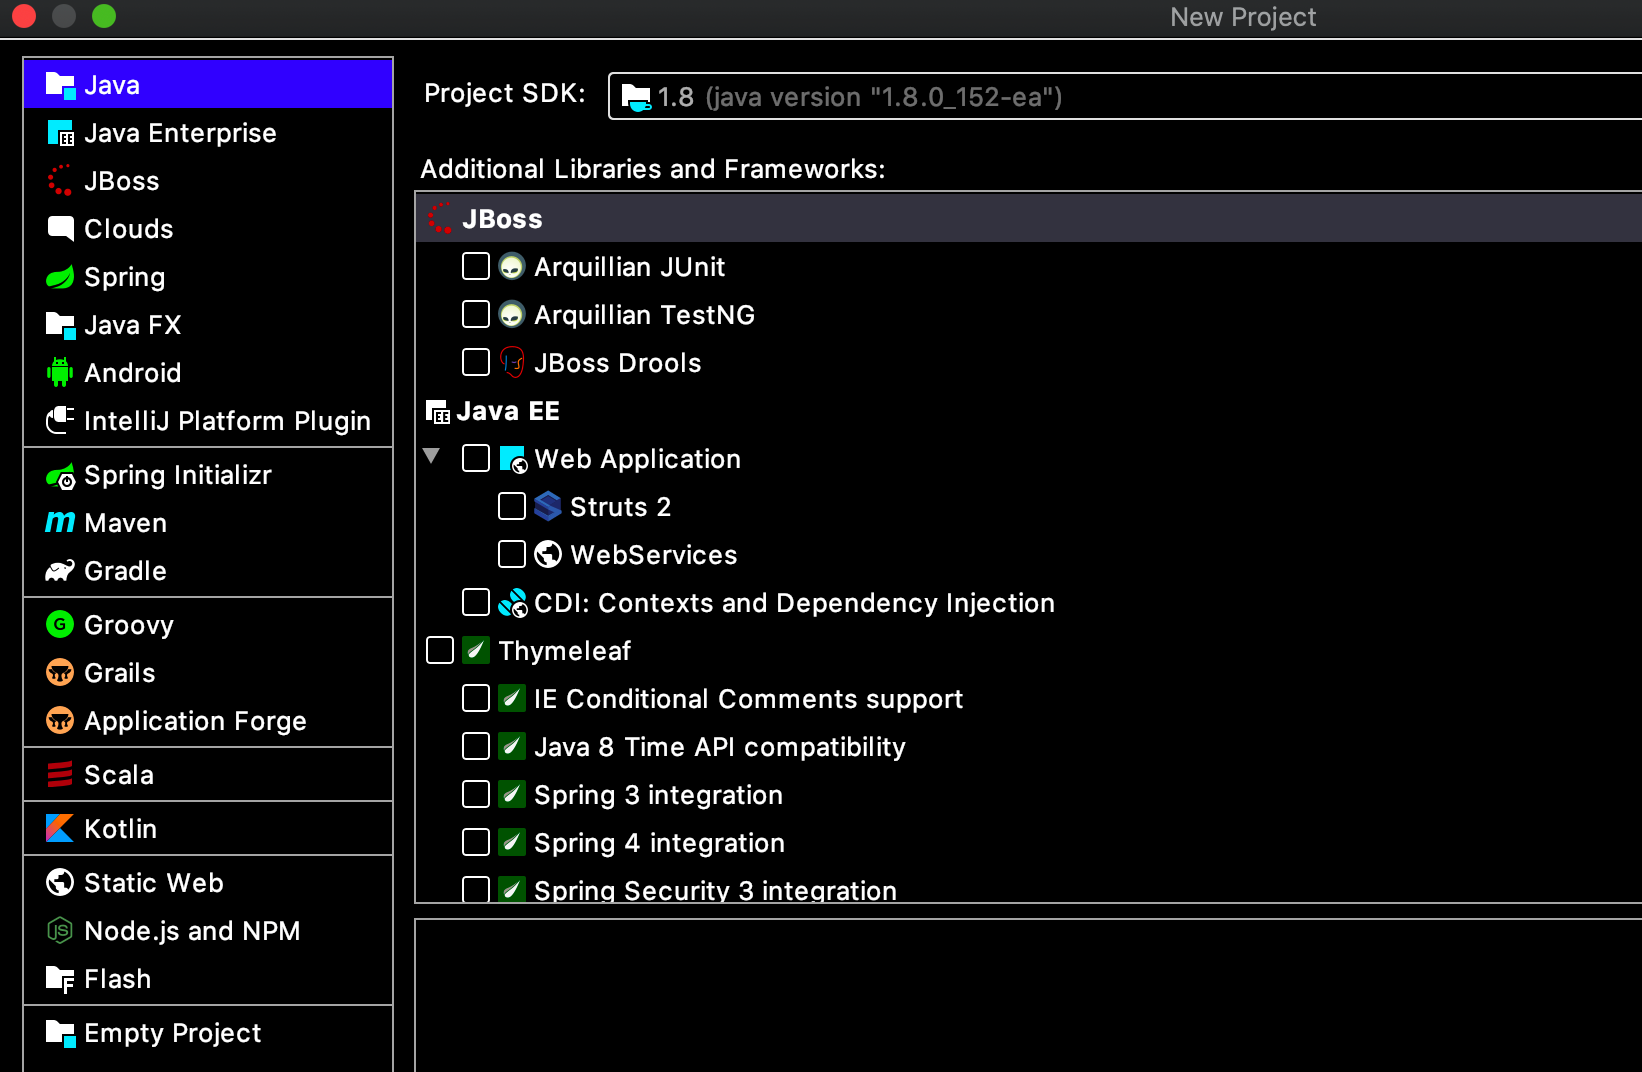 New Project
Java
Java Enterprise
JBoss
Clouds
Spring
Java FX
Android
IntelliJ Platform Plugin
Spring Initializr
Maven
Gradle
Groovy
Grails
Application Forge
Scala
Kotlin
Static Web
Node.js and NPM
Flash
Empty Project
Project SDK: 1.8 (java version "1.8.0_152-ea")
Additional Libraries and Frameworks:
JBoss
Arquillian JUnit
Arquillian TestNG
JBoss Drools
Java EE
Web Application
Struts 2
WebServices
CDI: Contexts and Dependency Injection
Thymeleaf
IE Conditional Comments support
Java 8 Time API compatibility
Spring 3 integration
Spring 4 integration
Spring Security 3 integration